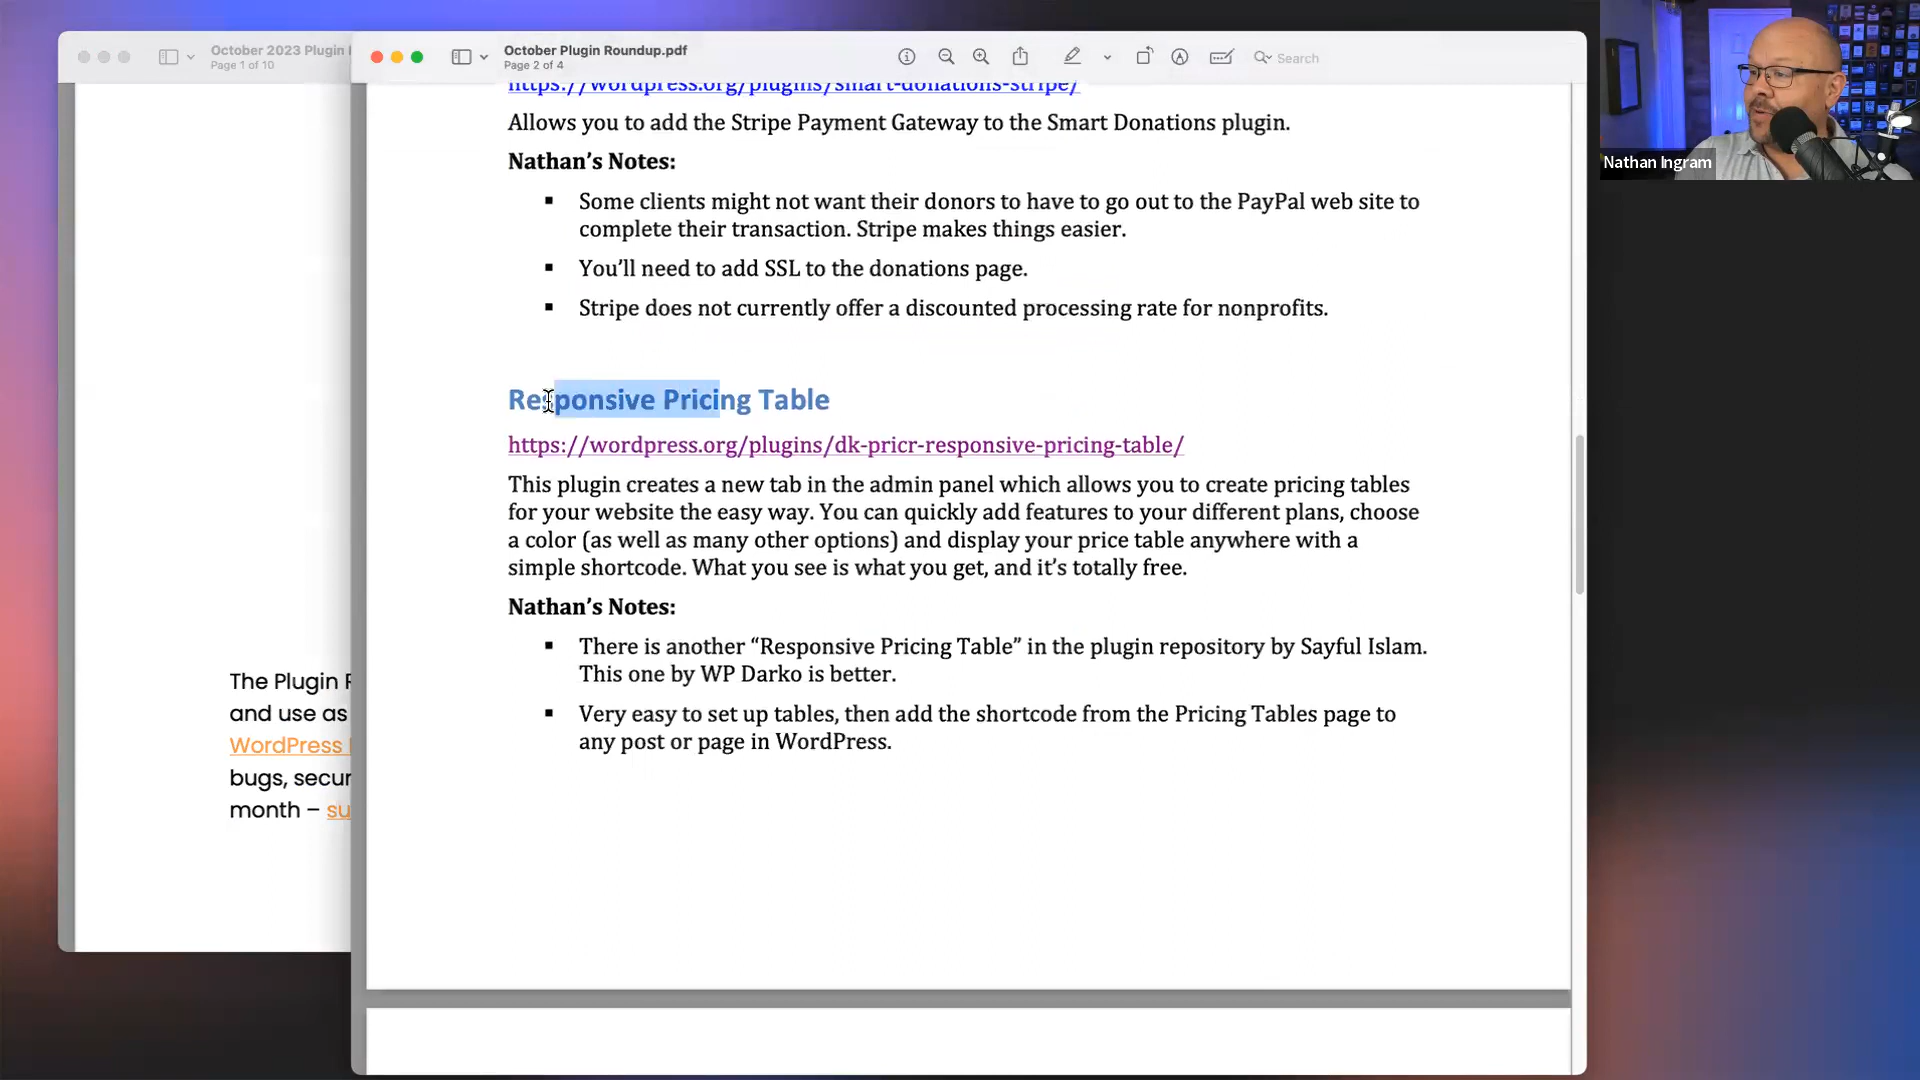 October 2023 Plugin
Page 1 of 10
October Plugin Roundup.pdf
Page 2 of 4
Search
Nathan Ingram
https://wordpress.org/plugins/smart-donations-stripe/
Allows you to add the Stripe Payment Gateway to the Smart Donations plugin.
Nathan’s Notes:
▪ Some clients might not want their donors to have to go out to the PayPal web site to
complete their transaction. Stripe makes things easier.
▪ You’ll need to add SSL to the donations page.
▪ Stripe does not currently offer a discounted processing rate for nonprofits.
Responsive Pricing Table
https://wordpress.org/plugins/dk-pricr-responsive-pricing-table/
This plugin creates a new tab in the admin panel which allows you to create pricing tables
for your website the easy way. You can quickly add features to your different plans, choose
a color (as well as many other options) and display your price table anywhere with a
simple shortcode. What you see is what you get, and it’s totally free.
Nathan’s Notes:
▪ There is another “Responsive Pricing Table” in the plugin repository by Sayful Islam.
This one by WP Darko is better.
▪ Very easy to set up tables, then add the shortcode from the Pricing Tables page to
any post or page in WordPress.
The Plugin
and use as
WordPress
bugs, secur
month – su